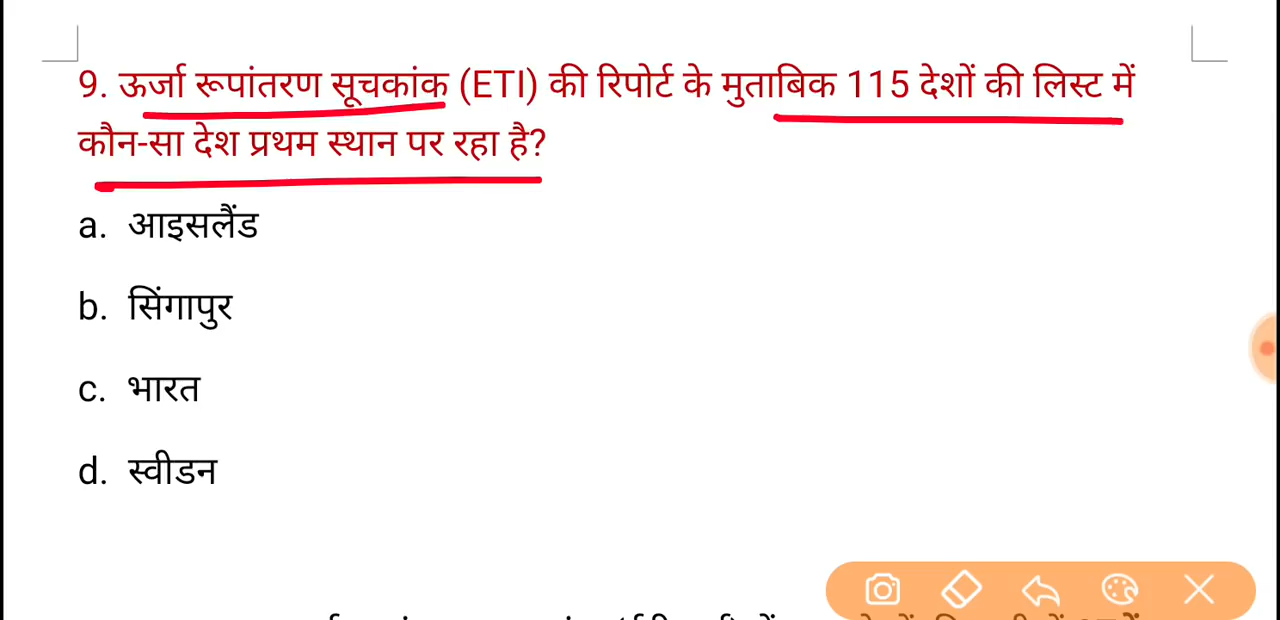 9. ऊर्जा रूपांतरण सूचकांक (ETI) की रिपोर्ट के मुताबिक 115 देशों की लिस्ट में
कौन-सा देश प्रथम स्थान पर रहा है?
a. आइसलैंड
b. सिंगापुर
c. भारत
d. स्वीडन